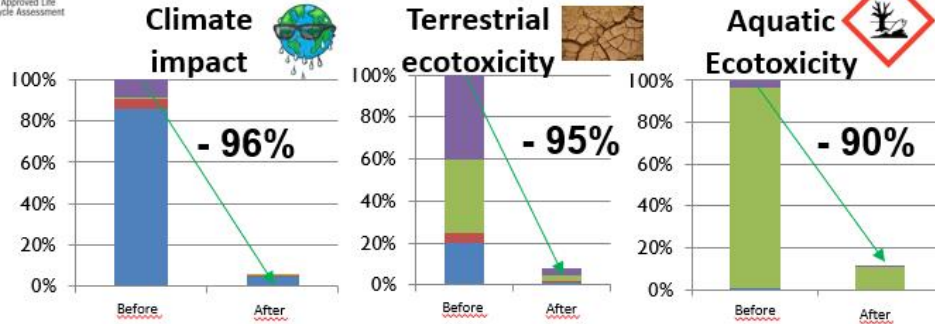 Approved Life
ycle Assessment
Climate
impact
100%
80%
60%
40%
20%
0%
- 96%
Before
After
Terrestrial
ecotoxicity
100%
80%
60%
40%
20%
0%
- 95%
Before
After
Aquatic
Ecotoxicity
100%
80%
60%
40%
20%
0%
- 90%
Before
After